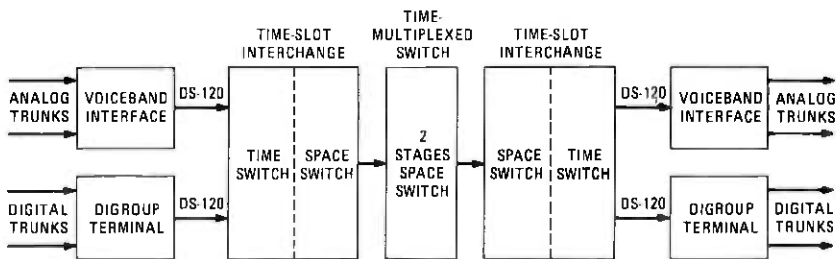 TIME-SLOT
INTERCHANGE
TIME-
MULTIPLEXED
SWITCH
TIME-SLOT
INTERCHANGE
ANALOG
TRUNKS
VOICEBAND
INTERFACE
DS-120
DIGITAL
TRUNKS
DIGROUP
TERMINAL
DS-120
TIME
SWITCH
SPACE
SWITCH
2
STAGES
SPACE
SWITCH
SPACE
SWITCH
TIME
SWITCH
DS-120
VOICEBAND
INTERFACE
ANALOG
TRUNKS
DS-120
DIGROUP
TERMINAL
DIGITAL
TRUNKS